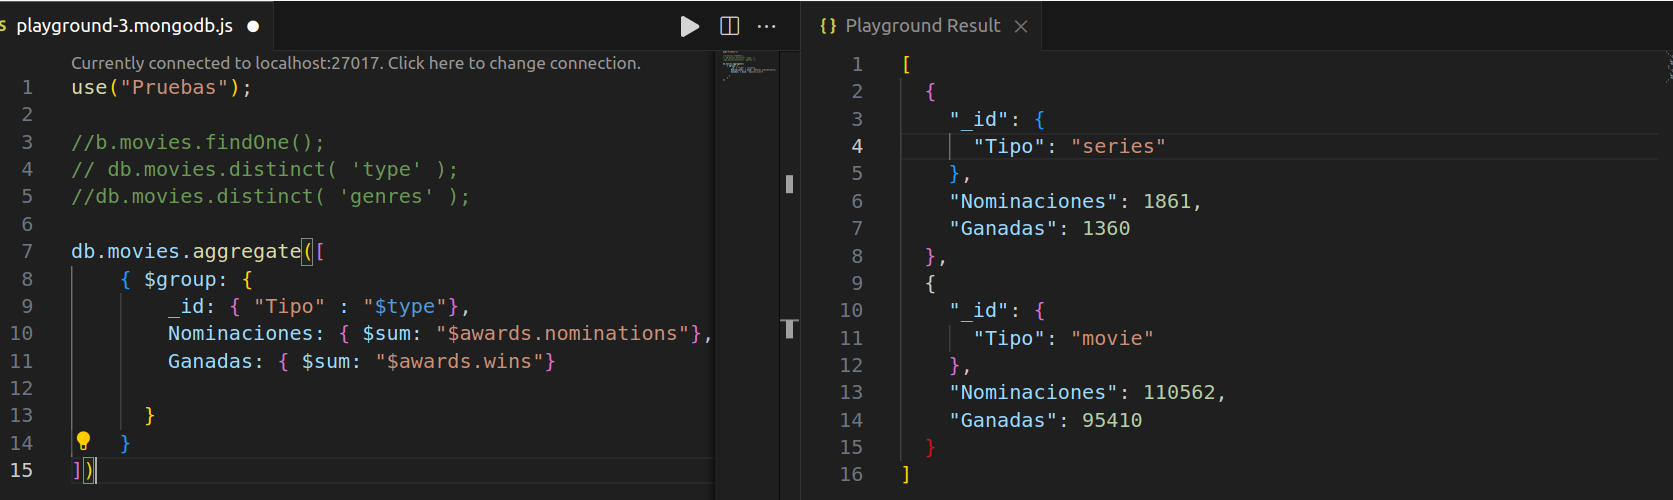 playground-3.mongodb.js
Currently connected to localhost:27017. Click here to change connection.
1 use("Pruebas");
2
3 //b.movies.findOne();
4 // db.movies.distinct( 'type' );
5 //db.movies.distinct( 'genres' );
6
7 db.movies.aggregate([
8 { $group: {
9 _id: { "Tipo" : "$type"},
10 Nominaciones: { $sum: "$awards.nominations"},
11 Ganadas: { $sum: "$awards.wins"}
12
13 }
14 }
15 ])
{} Playground Result
1 [
2 {
3 "_id": {
4 "Tipo": "series"
5 },
6 "Nominaciones": 1861,
7 "Ganadas": 1360
8 },
9 {
10 "_id": {
11 "Tipo": "movie"
12 },
13 "Nominaciones": 110562,
14 "Ganadas": 95410
15 }
16 ]